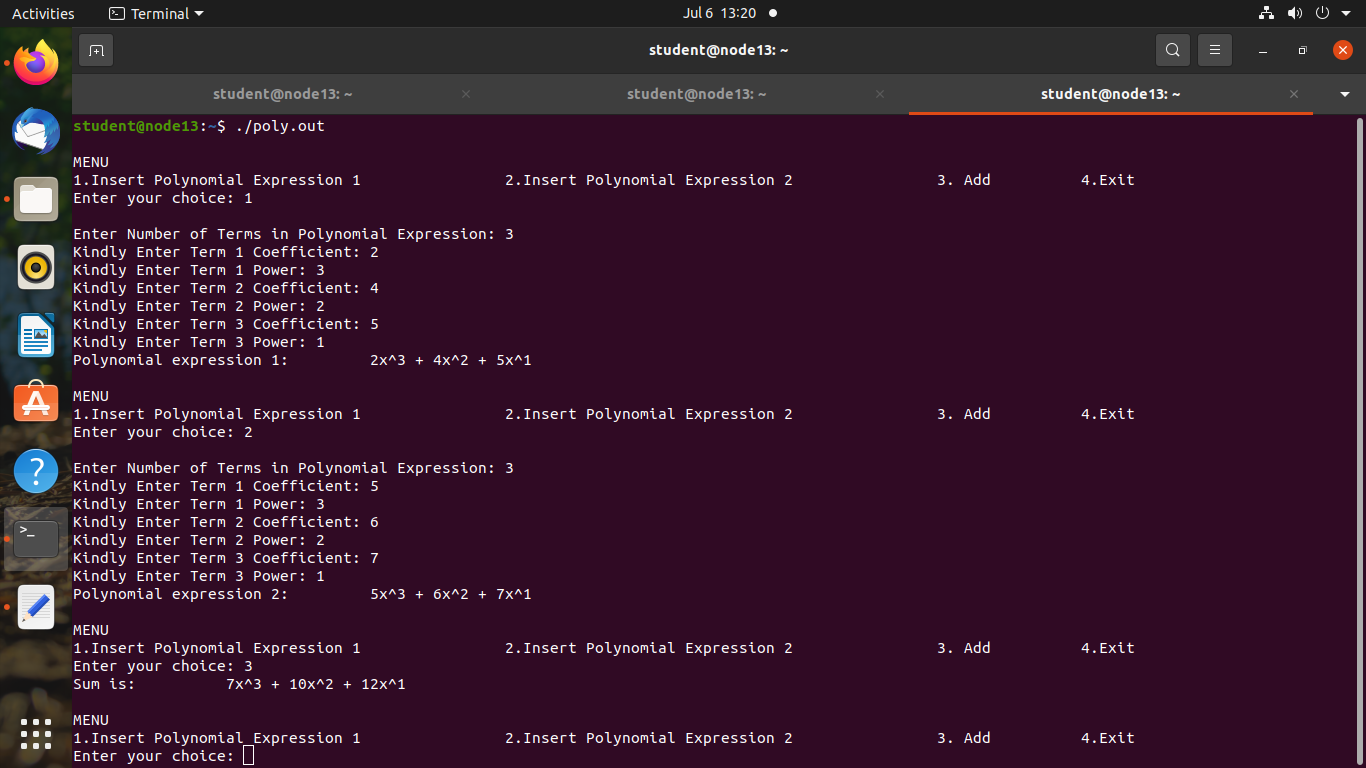 Activities Terminal Jul 6 13:20
student@node13: ~
student@node13: ~ student@node13: ~ student@node13: ~
student@node13:~$ ./poly.out
MENU
1.Insert Polynomial Expression 1 2.Insert Polynomial Expression 2 3. Add 4.Exit
Enter your choice: 1
Enter Number of Terms in Polynomial Expression: 3
Kindly Enter Term 1 Coefficient: 2
Kindly Enter Term 1 Power: 3
Kindly Enter Term 2 Coefficient: 4
Kindly Enter Term 2 Power: 2
Kindly Enter Term 3 Coefficient: 5
Kindly Enter Term 3 Power: 1
Polynomial expression 1: 2x^3 + 4x^2 + 5x^1
MENU
1.Insert Polynomial Expression 1 2.Insert Polynomial Expression 2 3. Add 4.Exit
Enter your choice: 2
Enter Number of Terms in Polynomial Expression: 3
Kindly Enter Term 1 Coefficient: 5
Kindly Enter Term 1 Power: 3
Kindly Enter Term 2 Coefficient: 6
Kindly Enter Term 2 Power: 2
Kindly Enter Term 3 Coefficient: 7
Kindly Enter Term 3 Power: 1
Polynomial expression 2: 5x^3 + 6x^2 + 7x^1
MENU
1.Insert Polynomial Expression 1 2.Insert Polynomial Expression 2 3. Add 4.Exit
Enter your choice: 3
Sum is: 7x^3 + 10x^2 + 12x^1
MENU
1.Insert Polynomial Expression 1 2.Insert Polynomial Expression 2 3. Add 4.Exit
Enter your choice: